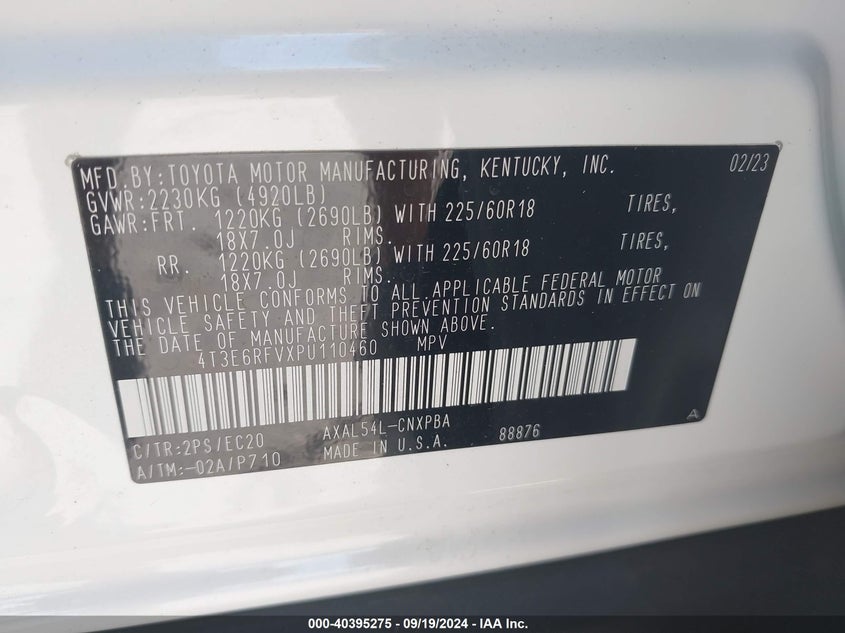 MFD.BY:TOYOTA MOTOR MANUFACTURING, KENTUCKY, INC. 02/23
GVWR:2230KG (4920LB)
GAWR:FRT. 1220KG (2690LB) WITH 225/60R18 TIRES,
18X7.0J RIMS.
RR. 1220KG (2690LB) WITH 225/60R18 TIRES,
18X7.0J RIMS.
THIS VEHICLE CONFORMS TO ALL APPLICABLE FEDERAL MOTOR
VEHICLE SAFETY AND THEFT PREVENTION STANDARDS IN EFFECT ON
THE DATE OF MANUFACTURE SHOWN ABOVE.
4T3E6RFVXPU110460 MPV
C/TR:2PS/EC20 AXAL54L-CNXPBA 88876 A
A/TM:-02A/P710 MADE IN U.S.A.
000-40395275 - 09/19/2024 - IAA Inc.